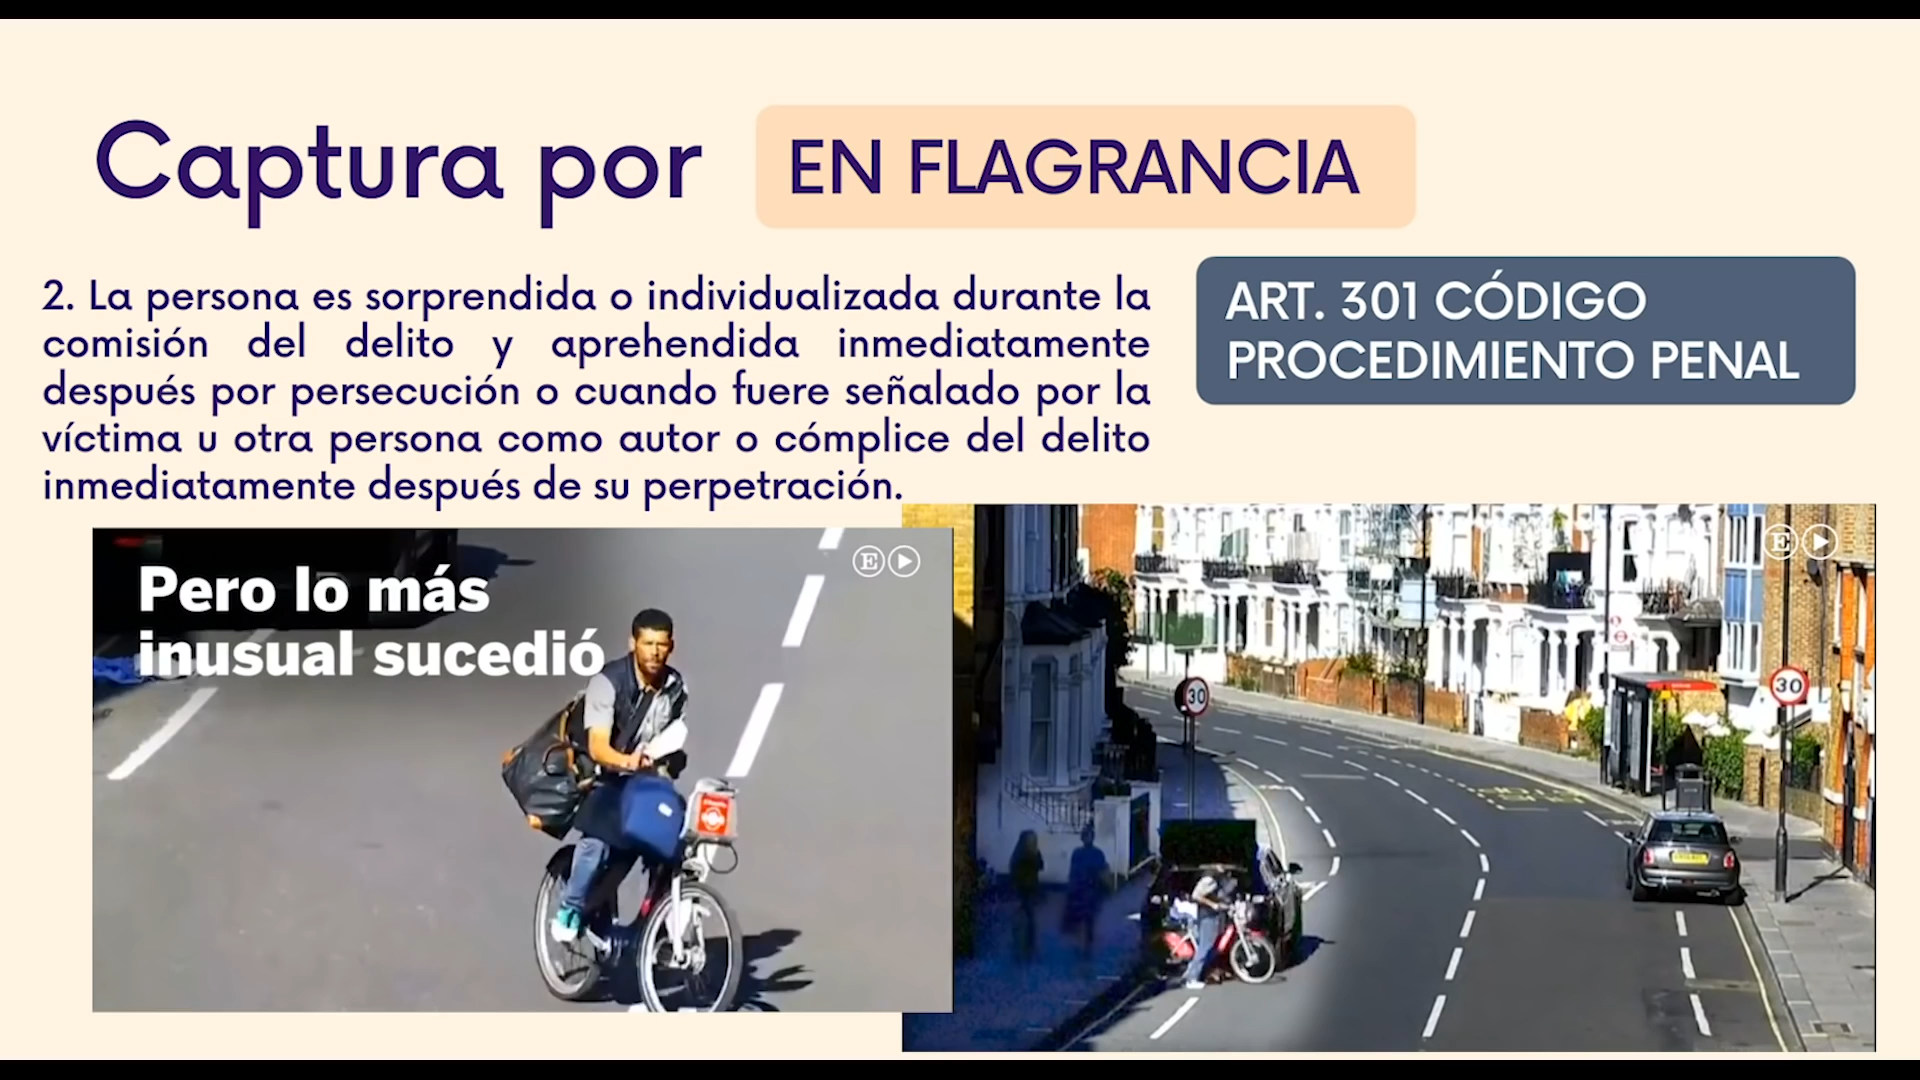 Captura por EN FLAGRANCIA
2. La persona es sorprendida o individualizada durante la
comisión del delito y aprehendida inmediatamente
después por persecución o cuando fuere señalado por la
víctima u otra persona como autor o cómplice del delito
inmediatamente después de su perpetración.
ART. 301 CÓDIGO
PROCEDIMIENTO PENAL
Pero lo más
inusual sucedió
E
E
30
30